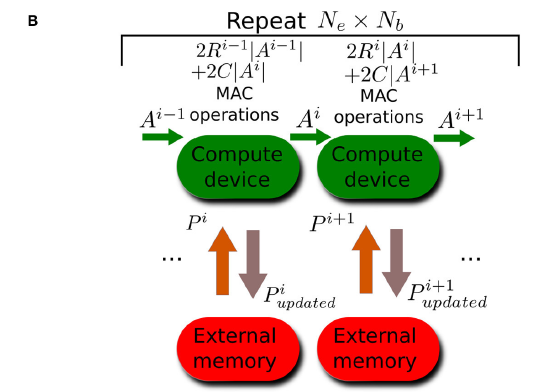 B
Repeat $N_e \times N_b$
$2R^{i-1}|A^{i-1}|$
$+2C|A^i|$
MAC
operations
$2R^i|A^i|$
$+2C|A^{i+1}$
MAC
operations
$A^{i-1}$
$A^i$
$A^{i+1}$
Compute
device
Compute
device
$P^i$
$P^{i+1}$
...
...
$P^i_{updated}$
$P^{i+1}_{updated}$
External
memory
External
memory